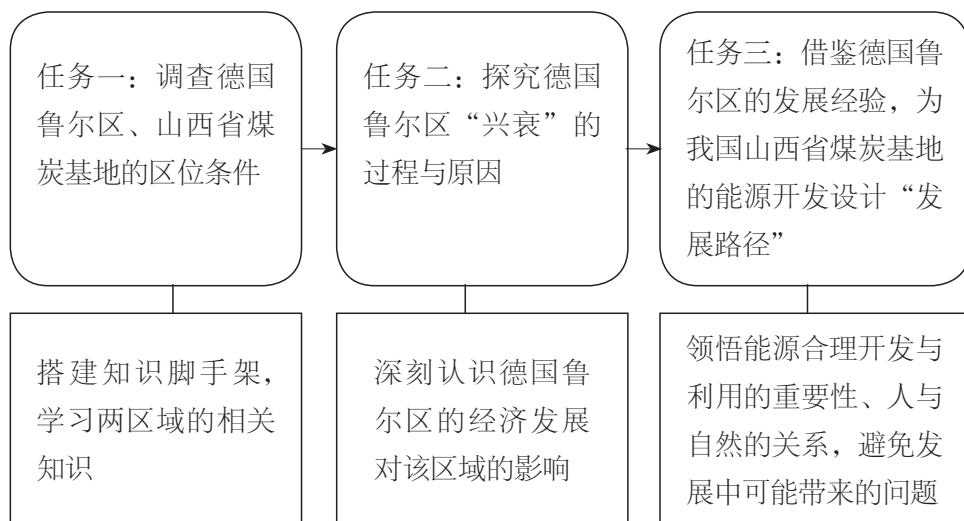 任务一：调查德国
鲁尔区、山西省煤
炭基地的区位条件
任务二：探究德国
鲁尔区“兴衰”的
过程与原因
任务三：借鉴德国鲁
尔区的发展经验，为
我国山西省煤炭基地
的能源开发设计“发
展路径”
搭建知识脚手架，
学习两区域的相关
知识
深刻认识德国鲁
尔区的经济发展
对该区域的影响
领悟能源合理开发与
利用的重要性、人与
自然的关系，避免发
展中可能带来的问题